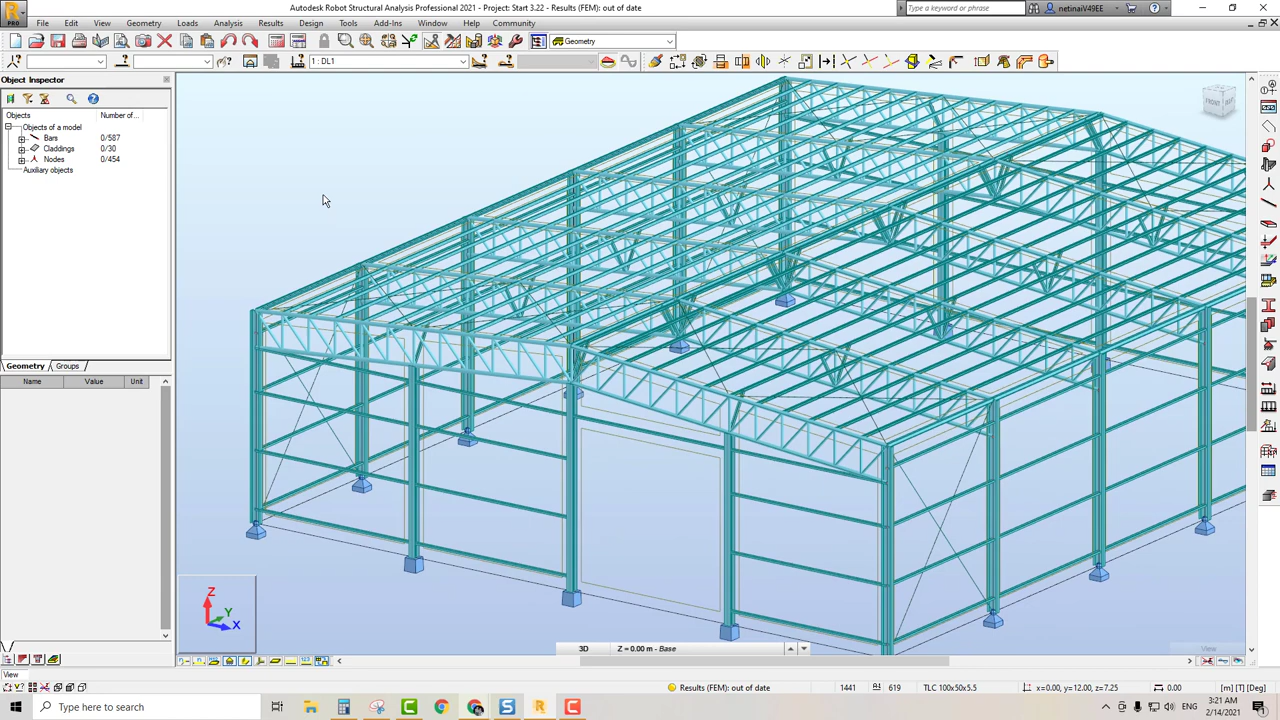 Autodesk Robot Structural Analysis Professional 2021 - Project: Start 3.22 - Results (FEM): out of date
Type a keyword or phrase
netinaiV49EE
PRO
File Edit View Geometry Loads Analysis Results Design Tools Add-Ins Window Help Community
Geometry
1 : DL1
Object Inspector
Objects Number of...
Objects of a model
Bars 0/587
Claddings 0/30
Nodes 0/454
Auxiliary objects
Geometry Groups
Name Value Unit
FRONT
Z
Y
X
3D Z = 0.00 m - Base
View
View
Results (FEM): out of date 1441 619 TLC 100x50x5.5 x=0.00, y=12.00, z=7.25 0.00 [m] [T] [Deg]
Type here to search
3:21 AM
2/14/2021